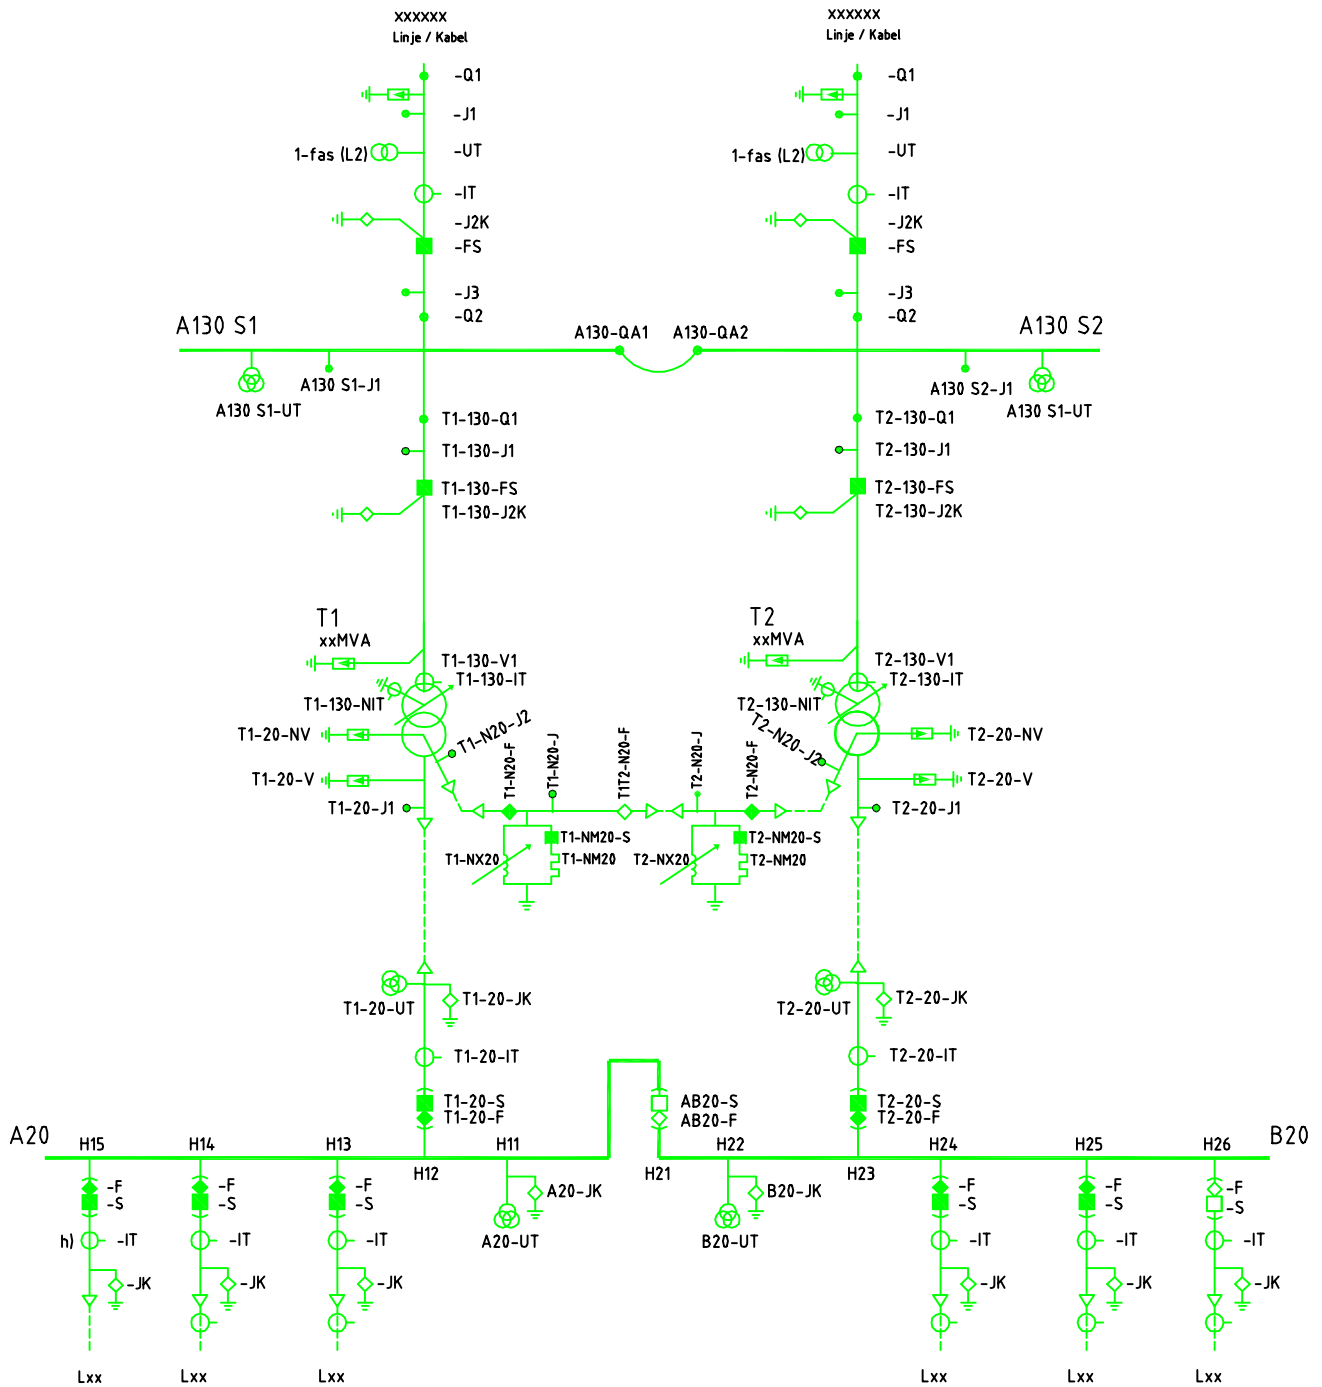 xxxxxx
Linje / Kabel
xxxxxx
Linje / Kabel
-Q1
-Q1
-J1
-J1
1-fas (L2)
-UT
1-fas (L2)
-UT
-IT
-IT
-J2K
-J2K
-FS
-FS
-J3
-J3
-Q2
-Q2
A130 S1
A130-QA1
A130-QA2
A130 S2
A130 S1-J1
A130 S2-J1
A130 S1-UT
A130 S1-UT
T1-130-Q1
T2-130-Q1
T1-130-J1
T2-130-J1
T1-130-FS
T2-130-FS
T1-130-J2K
T2-130-J2K
T1
xxMVA
T2
xxMVA
T1-130-V1
T2-130-V1
T1-130-IT
T2-130-IT
T1-130-NIT
T2-130-NIT
T1-20-NV
T1-N20-J2
T2-N20-J2
T2-20-NV
T1-20-V
T1-N20-F
T1-N20-J
T1T2-N20-F
T2-N20-J
T2-N20-F
T2-20-V
T1-20-J1
T2-20-J1
T1-NM20-S
T2-NM20-S
T1-NX20
T1-NM20
T2-NX20
T2-NM20
T1-20-UT
T1-20-JK
T2-20-UT
T2-20-JK
T1-20-IT
T2-20-IT
T1-20-S
T1-20-F
AB20-S
AB20-F
T2-20-S
T2-20-F
A20
B20
H15
H14
H13
H12
H11
H21
H22
H23
H24
H25
H26
-F
-S
-F
-S
-F
-S
A20-JK
B20-JK
-F
-S
-F
-S
-F
-S
h)
-IT
-IT
-IT
A20-UT
B20-UT
-IT
-IT
-IT
-JK
-JK
-JK
-JK
-JK
-JK
Lxx
Lxx
Lxx
Lxx
Lxx
Lxx